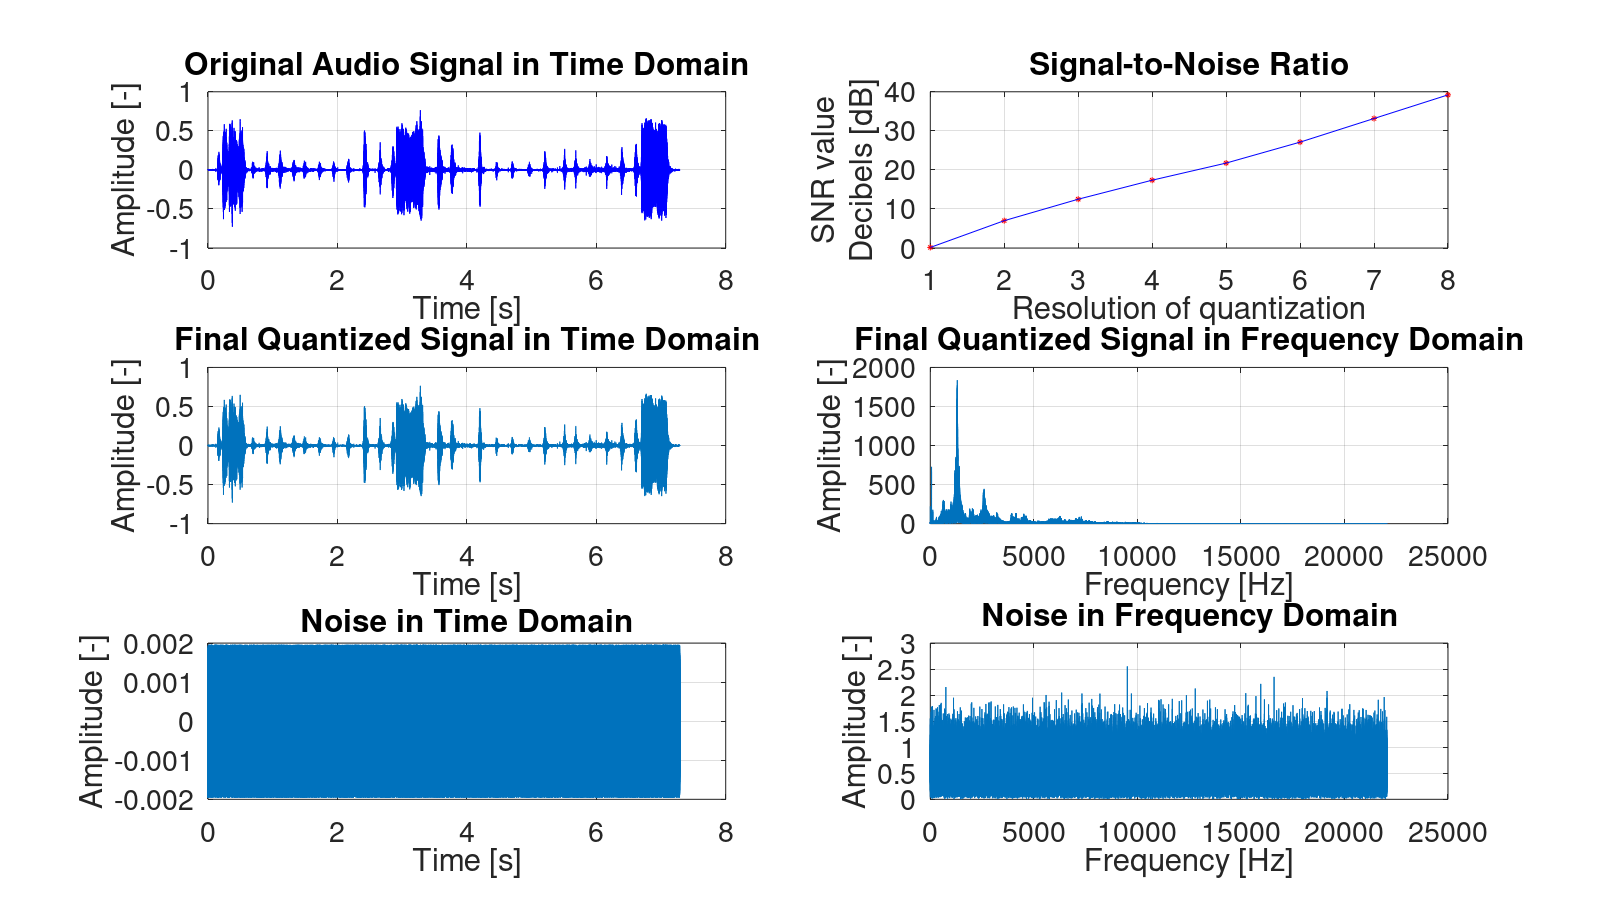 Original Audio Signal in Time Domain
Amplitude [-]
1
0.5
0
-0.5
-1
0 2 4 6 8
Time [s]
Signal-to-Noise Ratio
SNR value
Decibels [dB]
40
30
20
10
0
1 2 3 4 5 6 7 8
Resolution of quantization
Final Quantized Signal in Time Domain
Amplitude [-]
1
0.5
0
-0.5
-1
0 2 4 6 8
Time [s]
Final Quantized Signal in Frequency Domain
Amplitude [-]
2000
1500
1000
500
0
0 5000 10000 15000 20000 25000
Frequency [Hz]
Noise in Time Domain
Amplitude [-]
0.002
0.001
0
-0.001
-0.002
0 2 4 6 8
Time [s]
Noise in Frequency Domain
Amplitude [-]
3
2.5
2
1.5
1
0.5
0
0 5000 10000 15000 20000 25000
Frequency [Hz]